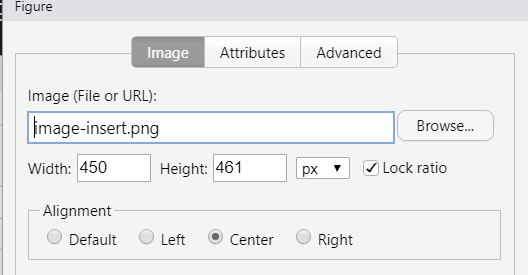 Figure
Image Attributes Advanced
Image (File or URL):
image-insert.png Browse...
Width: 450 Height: 461 px Lock ratio
Alignment
Default Left Center Right